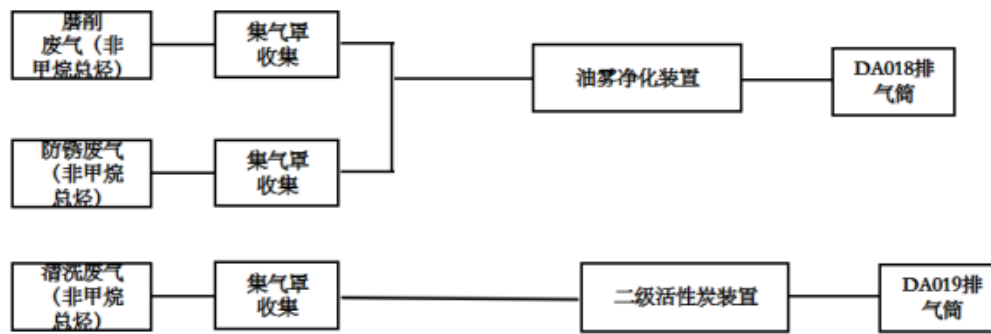 磨削
废气（非
甲烷总烃）
集气罩
收集
油雾净化装置
DA018排
气筒
防锈废气
（非甲烷
总烃）
集气罩
收集
清洗废气
（非甲烷
总烃）
集气罩
收集
二级活性炭装置
DA019排
气筒